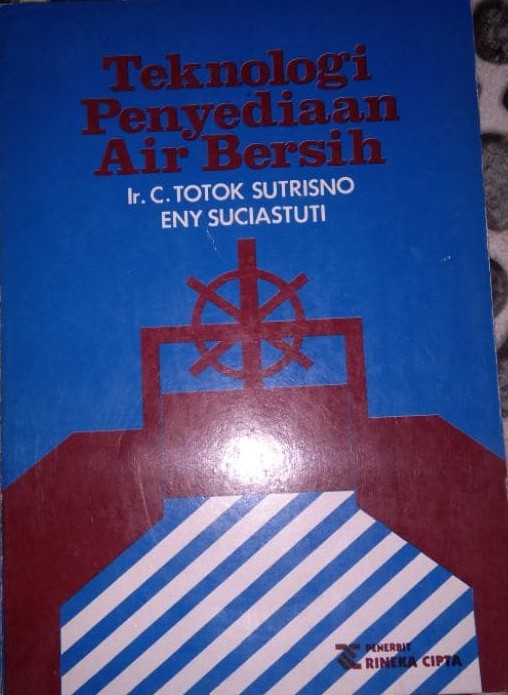 Teknologi
Penyediaan
Air Bersih
Ir. C. TOTOK SUTRISNO
ENY SUCIASTUTI
PENERBIT
RINEKA CIPTA